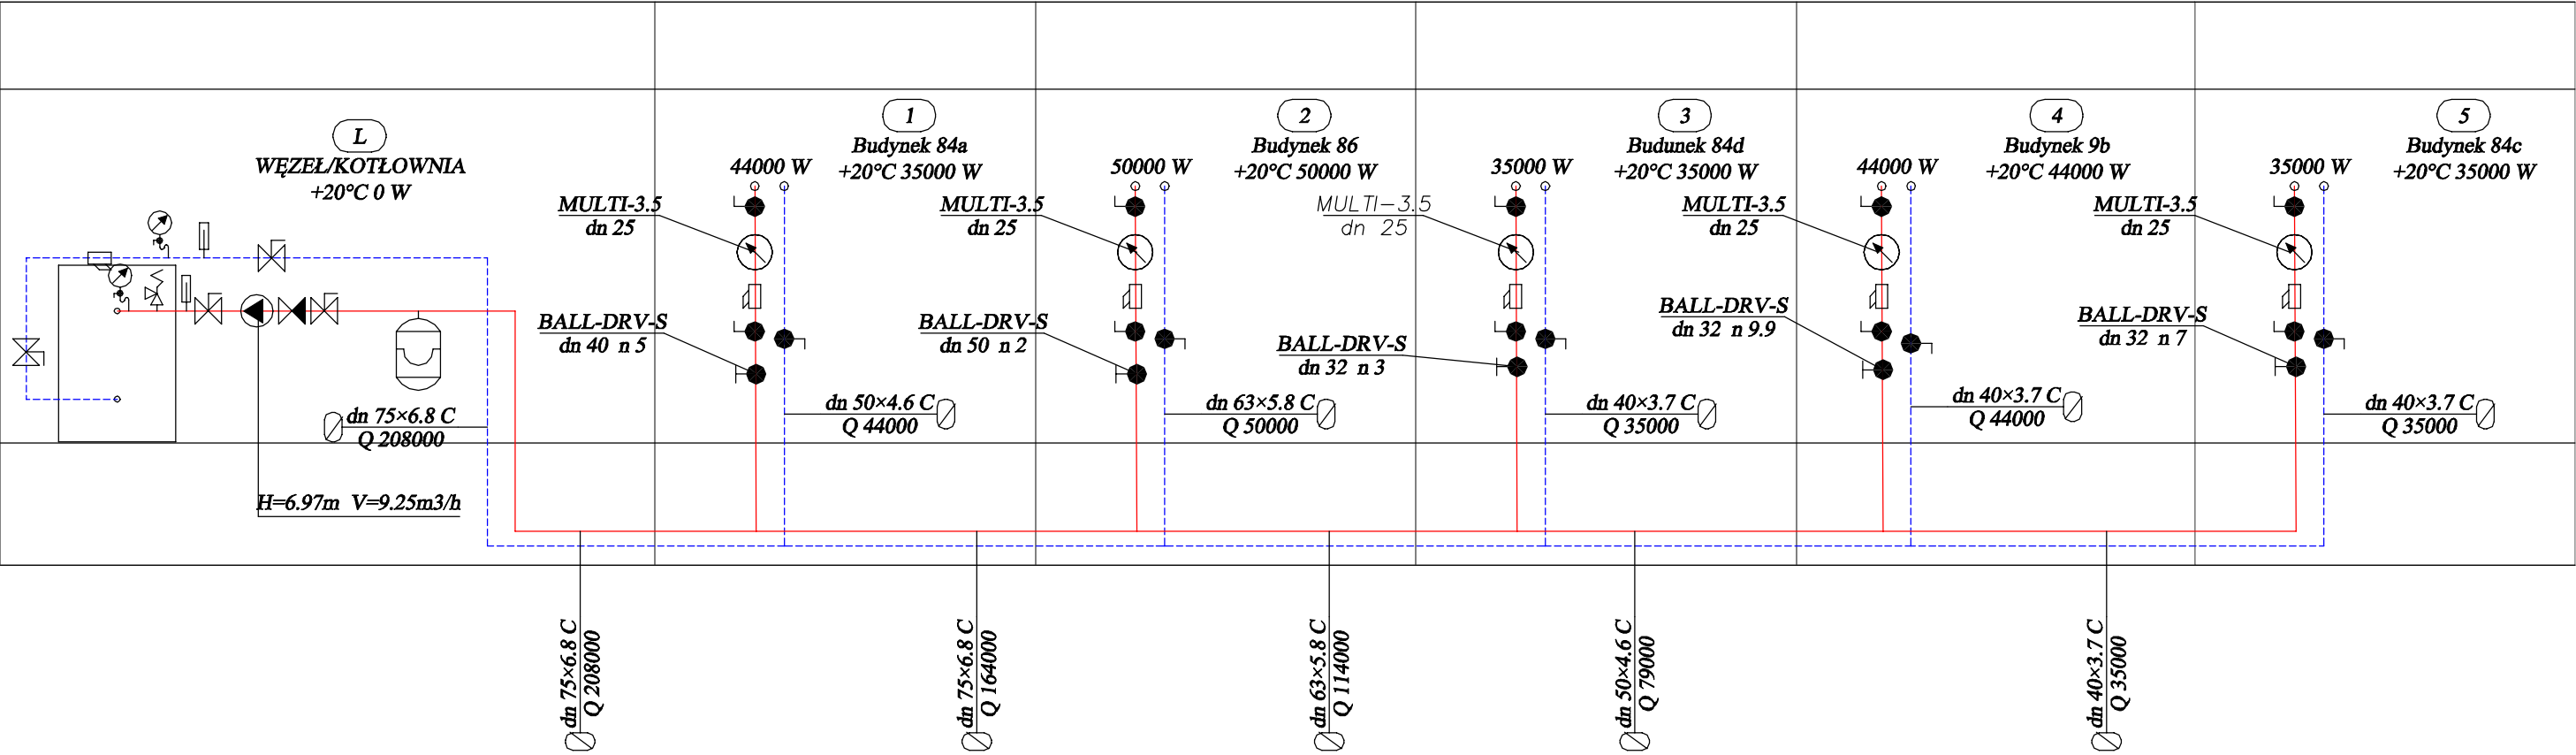 L
WĘZEŁ/KOTŁOWNIA
+20°C 0 W
dn 75×6.8 C
Q 208000
H=6.97m V=9.25m3/h
1
Budynek 84a
+20°C 35000 W
44000 W
MULTI-3.5
dn 25
BALL-DRV-S
dn 40 n 5
dn 50×4.6 C
Q 44000
2
Budynek 86
+20°C 50000 W
50000 W
MULTI-3.5
dn 25
BALL-DRV-S
dn 50 n 2
dn 63×5.8 C
Q 50000
3
Budunek 84d
+20°C 35000 W
35000 W
MULTI-3.5
dn 25
BALL-DRV-S
dn 32 n 3
dn 40×3.7 C
Q 35000
4
Budynek 9b
+20°C 44000 W
44000 W
MULTI-3.5
dn 25
BALL-DRV-S
dn 32 n 9.9
dn 40×3.7 C
Q 44000
5
Budynek 84c
+20°C 35000 W
35000 W
MULTI-3.5
dn 25
BALL-DRV-S
dn 32 n 7
dn 40×3.7 C
Q 35000
dn 75×6.8 C
Q 208000
dn 75×6.8 C
Q 164000
dn 63×5.8 C
Q 114000
dn 50×4.6 C
Q 79000
dn 40×3.7 C
Q 35000